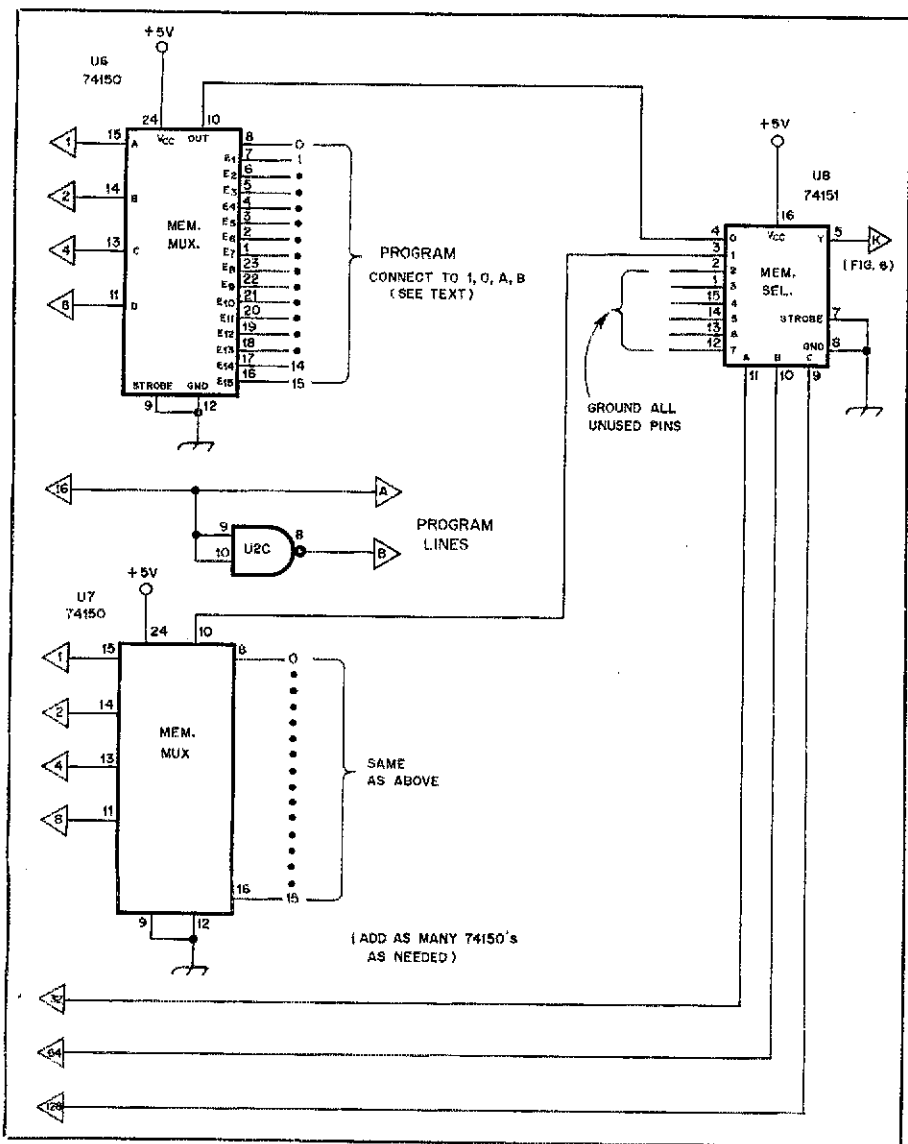 +5V
U6
74150
24
10
VCC
OUT
15
A
1
14
B
2
13
C
4
11
D
8
MEM.
MUX.
8
0
E1
7
1
E2
6
E3
5
E4
4
E5
3
E6
2
E7
1
E8
23
E9
22
E10
21
E11
20
E12
19
E13
18
E14
17
14
E15
16
15
STROBE
GND
9
12
PROGRAM
CONNECT TO 1, 0, A, B
(SEE TEXT)
+5V
U8
74151
16
VCC
4
0
3
1
2
2
1
3
15
4
14
5
13
6
12
7
MEM.
SEL.
Y
5
K
(FIG. 6)
STROBE
7
GND
8
A
B
C
11
10
9
GROUND ALL
UNUSED PINS
16
A
9
10
U2C
8
B
PROGRAM
LINES
+5V
U7
74150
24
10
1
15
2
14
4
13
8
11
MEM.
MUX
8
0
16
15
9
12
SAME
AS ABOVE
(ADD AS MANY 74150's
AS NEEDED)
32
64
128